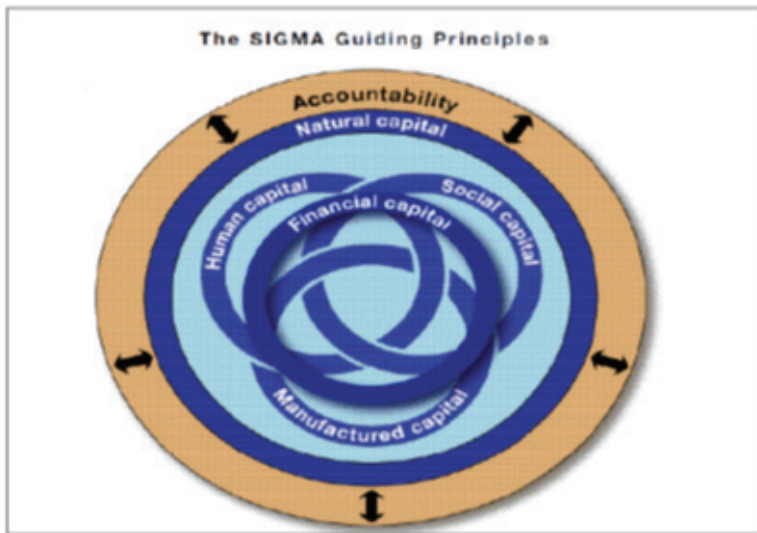 The SIGMA Guiding Principles
Accountability
Natural capital
Human capital
Social capital
Financial capital
Manufactured capital